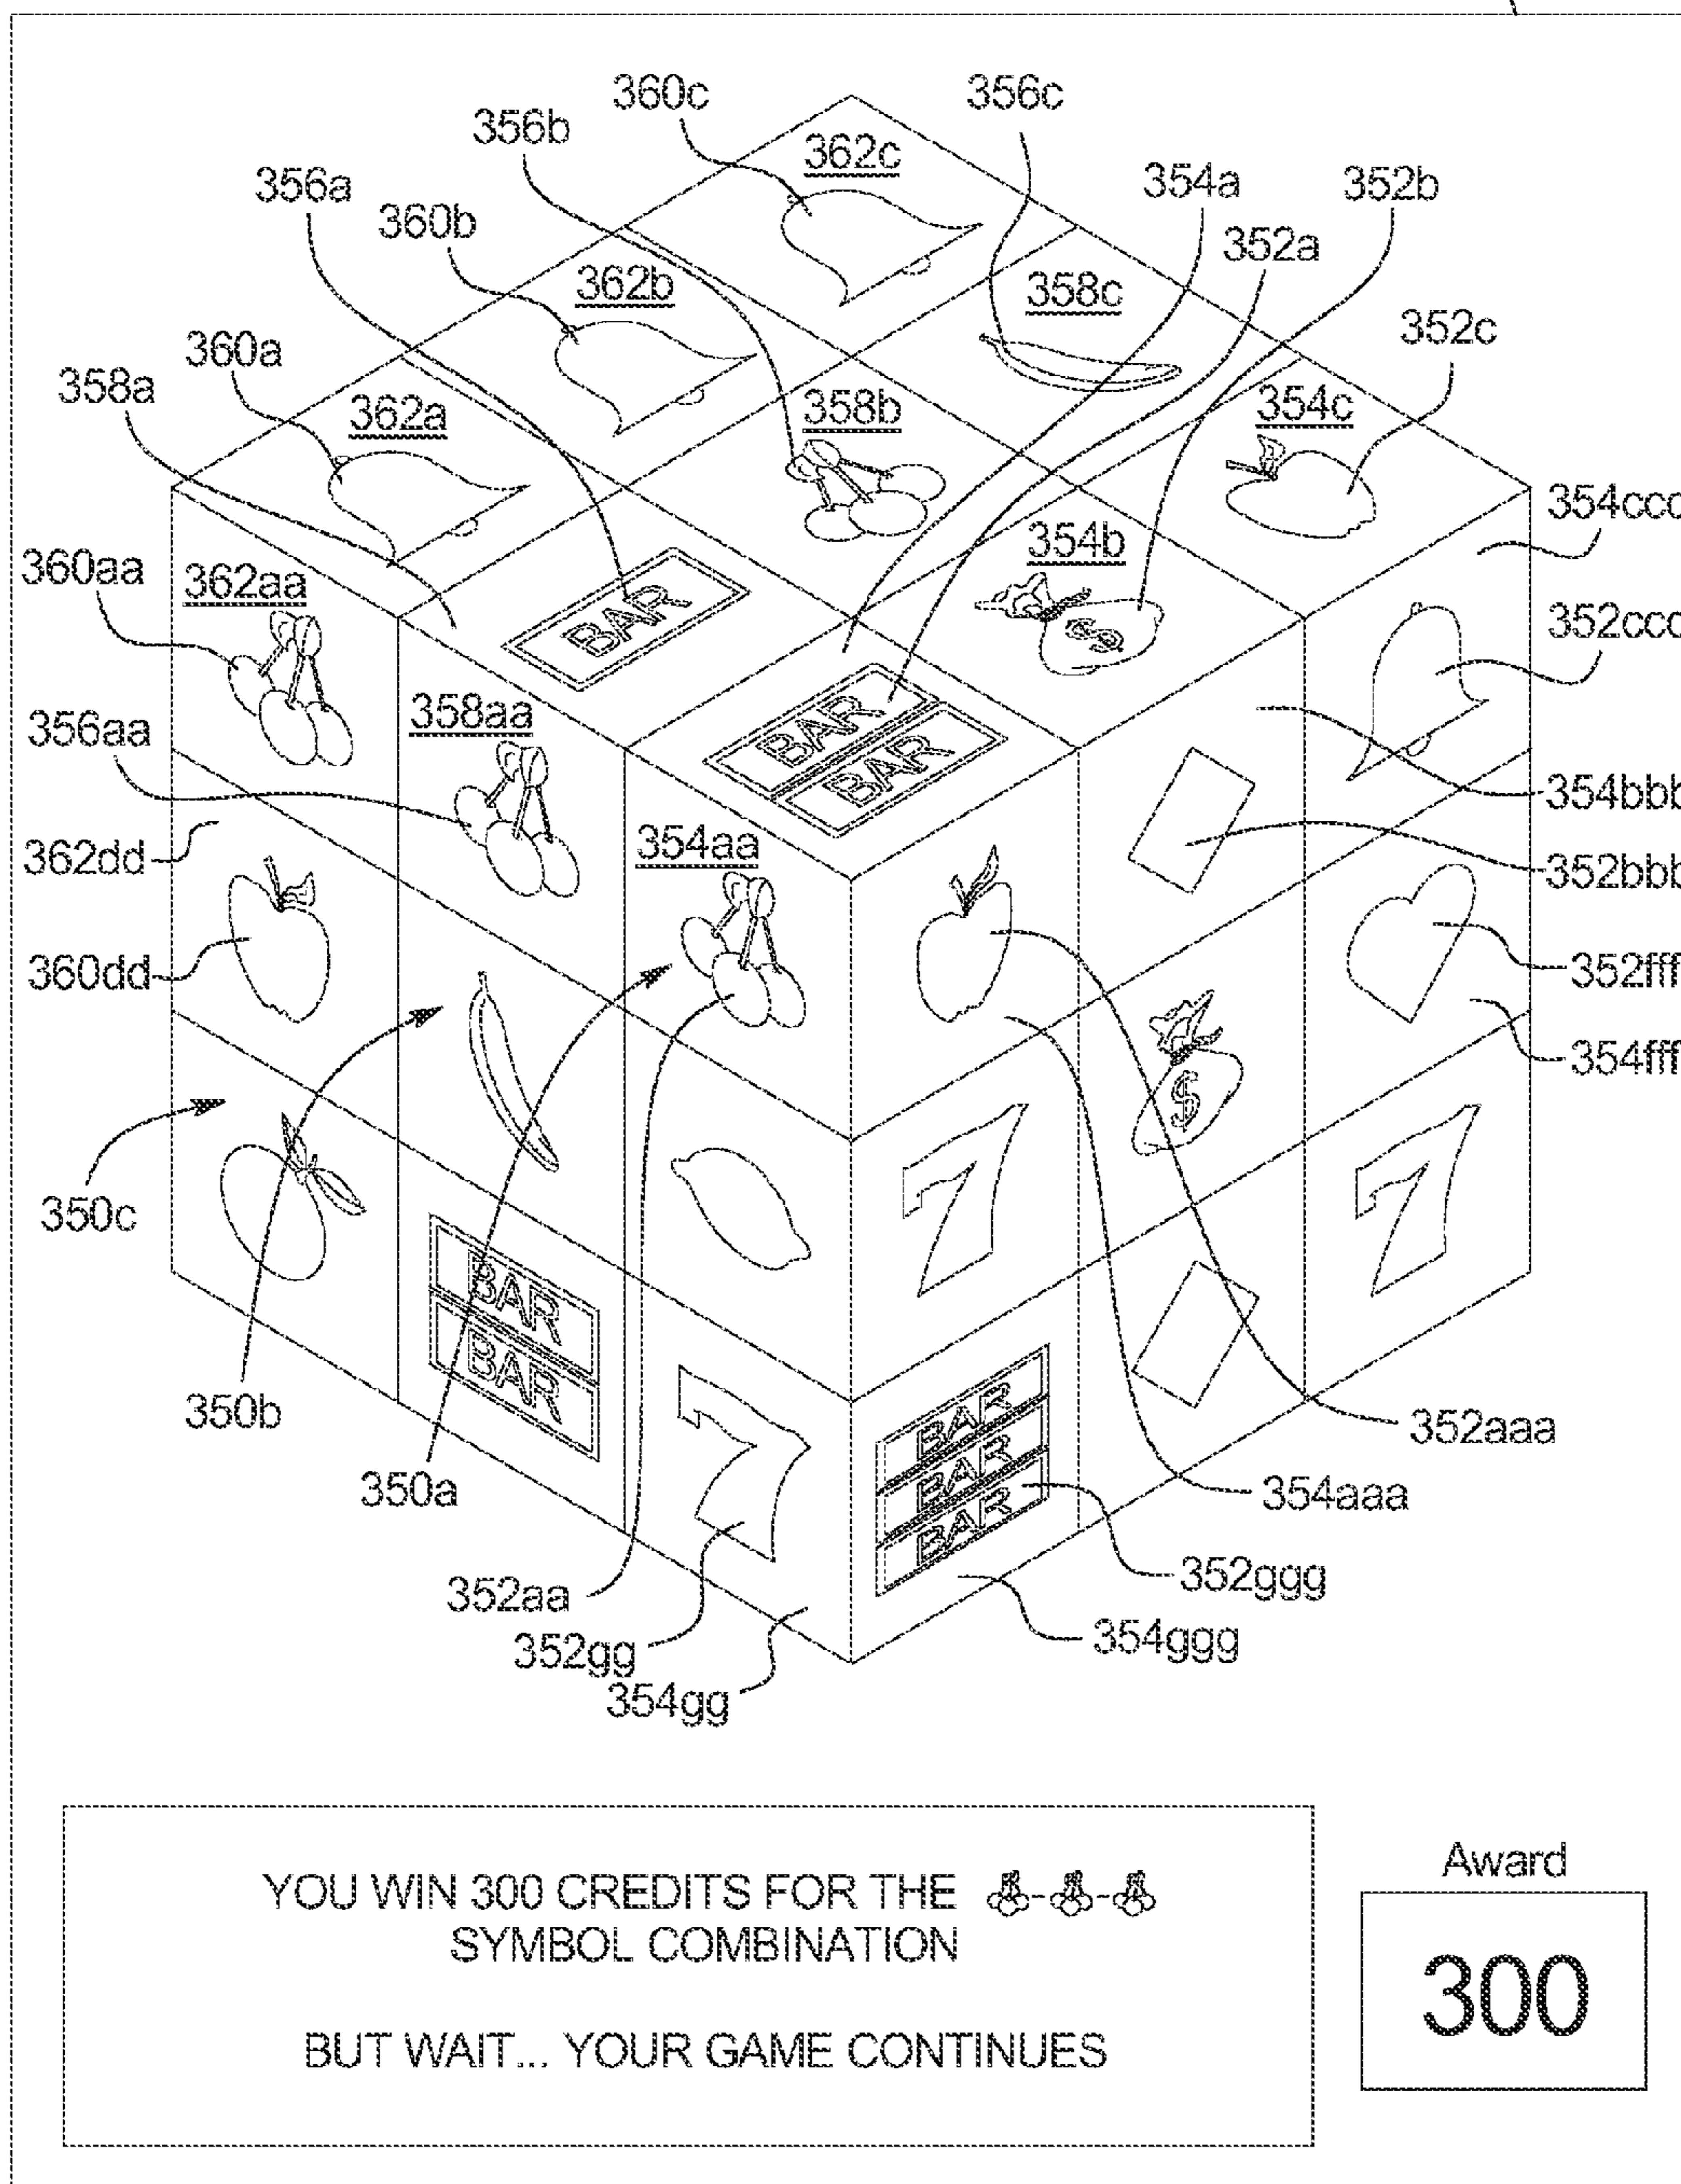 360c
356c
356b
362c
356a
354a
352b
360b
352a
362b
358c
352c
360a
358a
362a
358b
354c
354ccc
360aa
362aa
354b
BAR
$
352ccc
356aa
358aa
BAR
BAR
354bbb
362dd
354aa
352bbb
360dd
352fff
354fff
$
350c
7
7
BAR
BAR
350b
BAR
BAR
BAR
352aaa
350a
7
354aaa
352aa
352ggg
352gg
354ggg
354gg
YOU WIN 300 CREDITS FOR THE
SYMBOL COMBINATION
BUT WAIT... YOUR GAME CONTINUES
Award
300